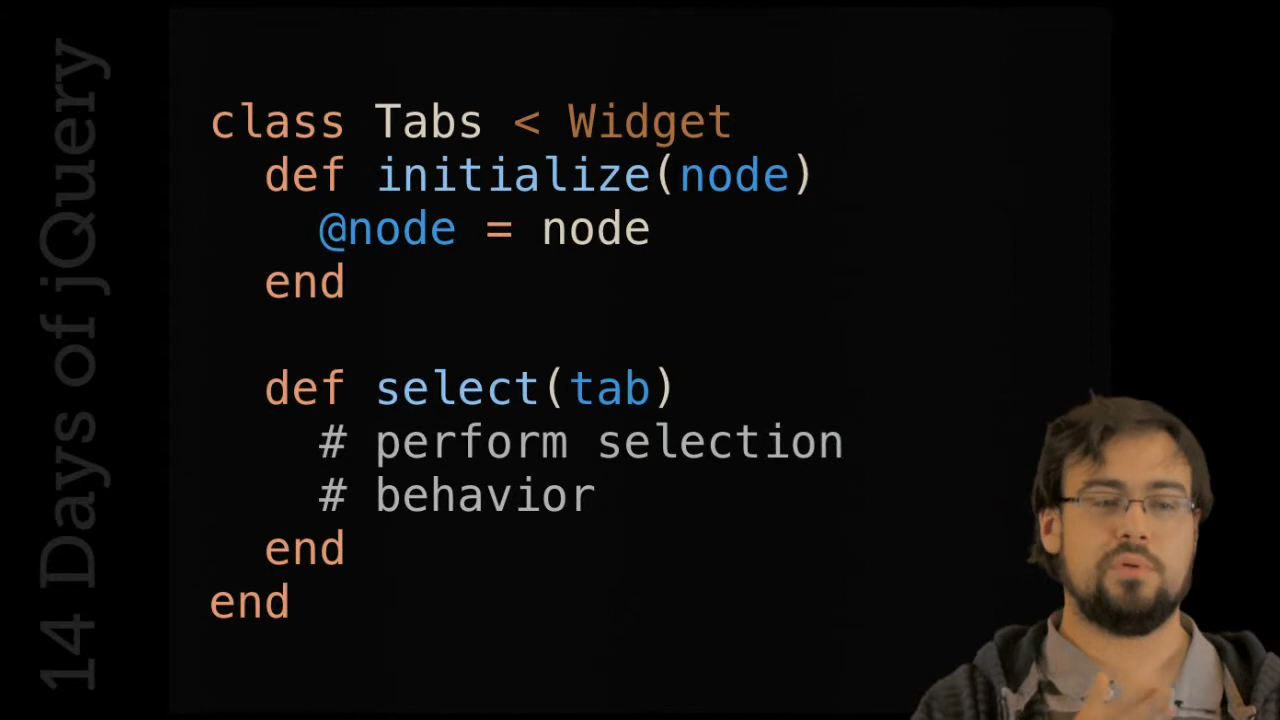 14 Days of jQuery
class Tabs < Widget
  def initialize(node)
    @node = node
  end

  def select(tab)
    # perform selection
    # behavior
  end
end